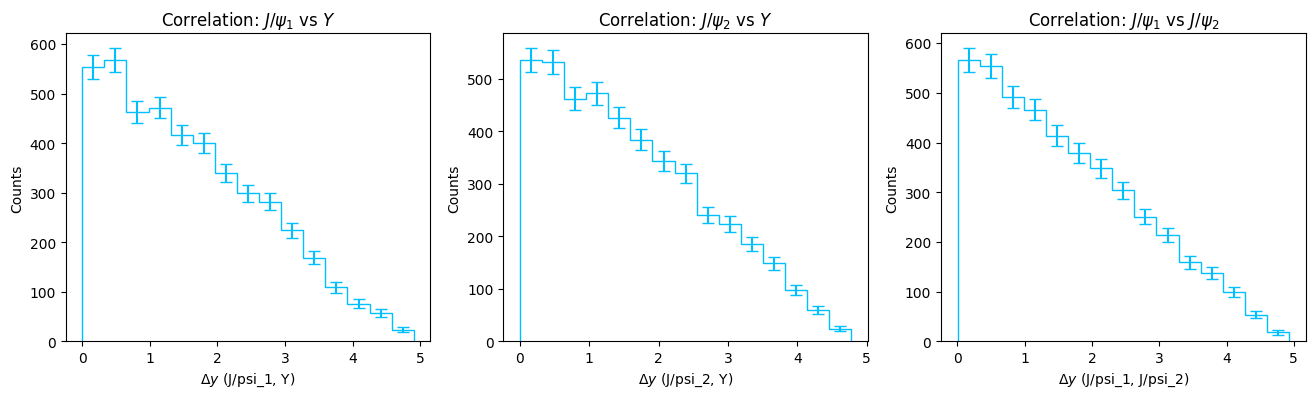 Correlation: J/ψ₁ vs Y
600
500
400
300
200
100
0
Counts
0 1 2 3 4 5
Δy (J/psi_1, Y)
Correlation: J/ψ₂ vs Y
500
400
300
200
100
0
Counts
0 1 2 3 4 5
Δy (J/psi_2, Y)
Correlation: J/ψ₁ vs J/ψ₂
600
500
400
300
200
100
0
Counts
0 1 2 3 4 5
Δy (J/psi_1, J/psi_2)